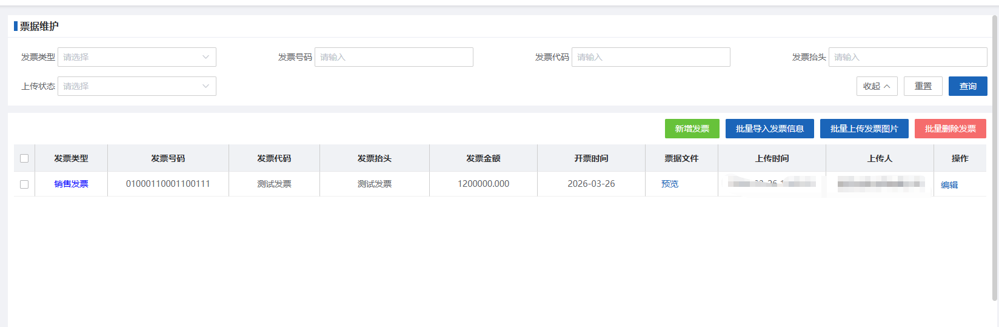 票据维护
发票类型 请选择 发票号码 请输入 发票代码 请输入 发票抬头 请输入
上传状态 请选择 收起 重置 查询
新增发票 批量导入发票信息 批量上传发票图片 批量删除发票
发票类型 发票号码 发票代码 发票抬头 发票金额 开票时间 票据文件 上传时间 上传人 操作
销售发票 01000110001100111 测试发票 测试发票 1200000.000 2026-03-26 预览 编辑